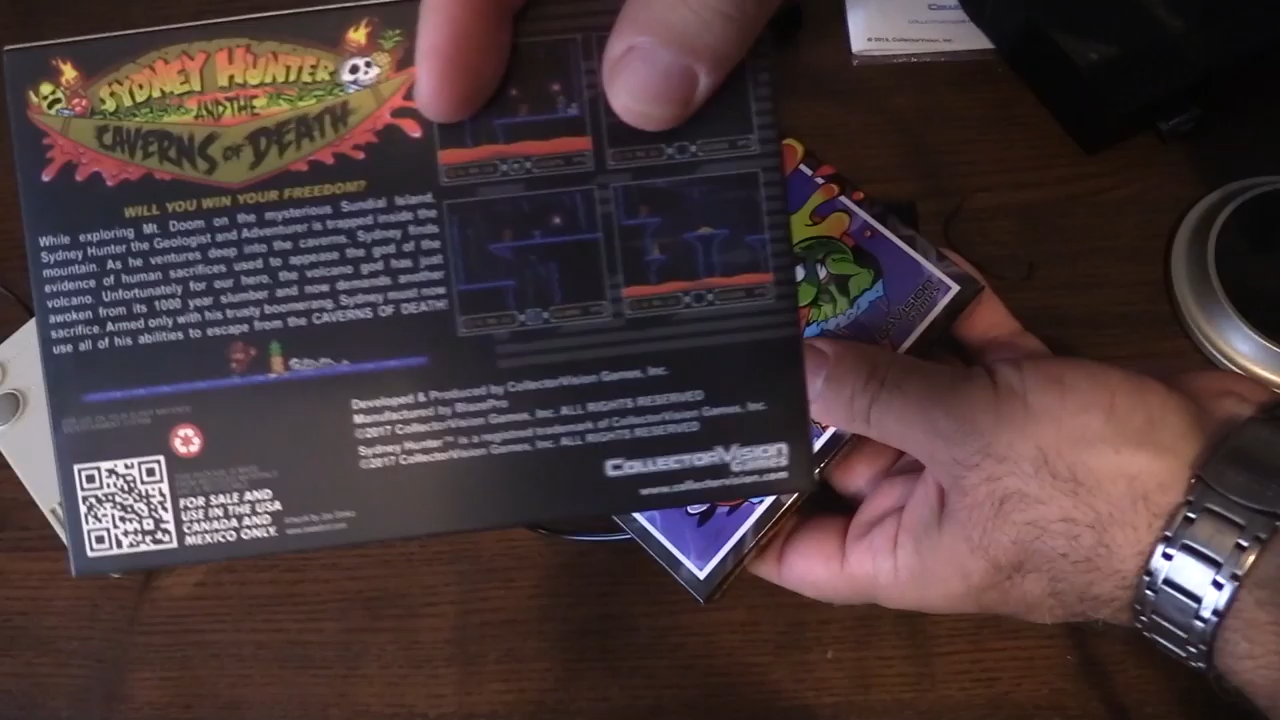 SYDNEY HUNTER
AND THE
CAVERNS OF DEATH
WILL YOU WIN YOUR FREEDOM?
While exploring Mt. Doom on the mysterious Sundial Island,
Sydney Hunter the Geologist and Adventurer is trapped inside the
mountain. As he ventures deep into the caverns, Sydney finds
evidence of human sacrifices used to appease the god of the
volcano. Unfortunately for our hero, the volcano god has just
awoken from its 1000 year slumber and now demands another
sacrifice. Armed only with his trusty boomerang, Sydney must now
use all of his abilities to escape from the CAVERNS OF DEATH!
Developed & Produced by CollectorVision Games, Inc.
Manufactured by
©2017 CollectorVision Games, Inc. ALL RIGHTS RESERVED
Sydney Hunter™ is a registered trademark of CollectorVision Games, Inc.
©2017 CollectorVision Games, Inc. ALL RIGHTS RESERVED
COLLECTORVISION
GAMES
www.collectorvision.com
FOR SALE AND
USE IN THE USA
CANADA AND
MEXICO ONLY.
Artwork by
VISION
GAMES
CollectorVision, Inc.